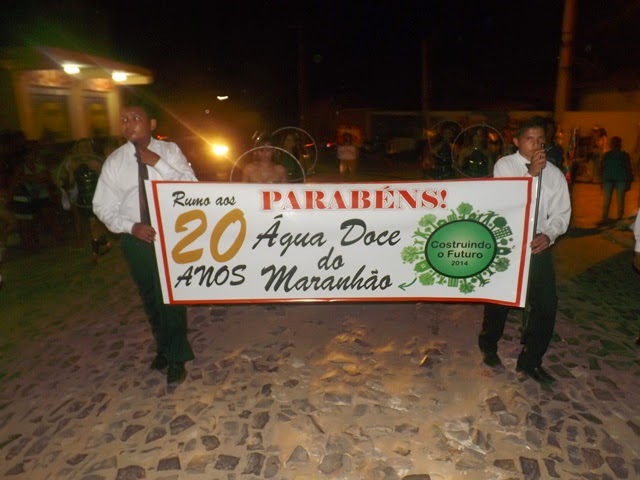 PARABÉNS!
Rumo aos
20
ANOS
Água Doce
do
Maranhão
Costruindo
o Futuro
2014